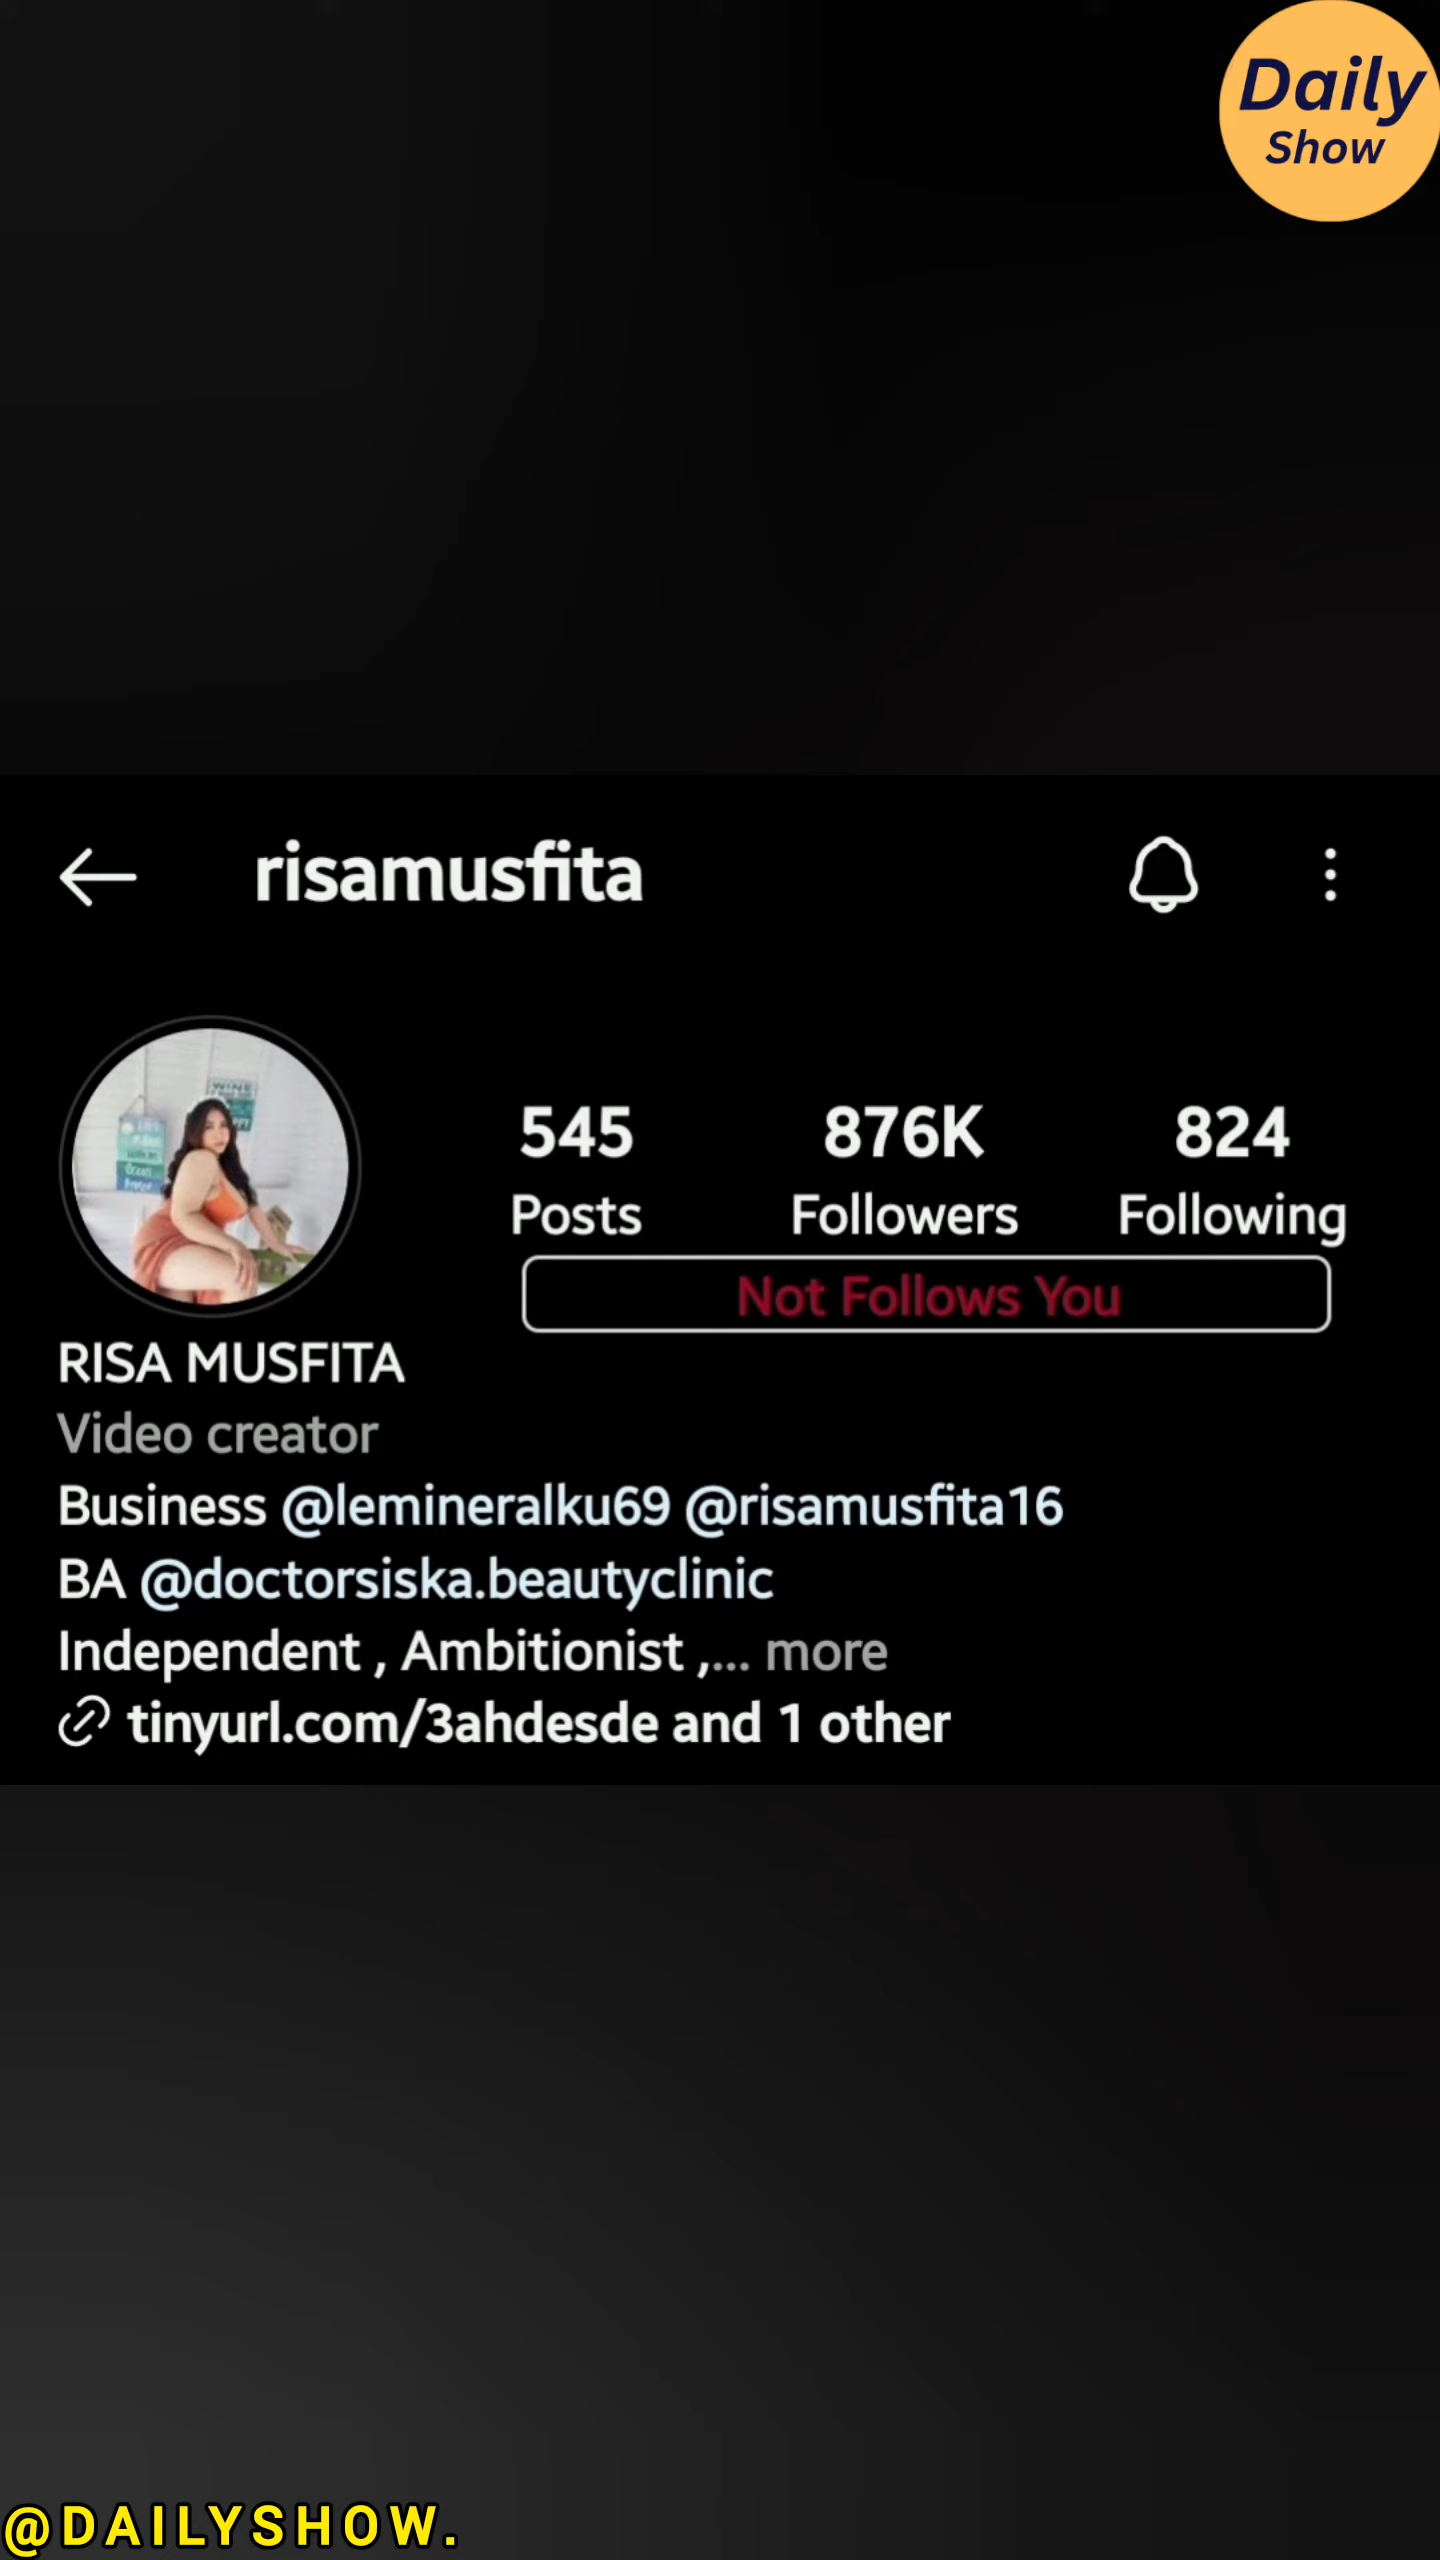 Daily
Show
risamusfita
WINE
545
876K
824
Posts
Followers
Following
Not Follows You
RISA MUSFITA
Video creator
Business @lemineralku69 @risamusfita16
BA @doctorsiska.beautyclinic
Independent , Ambitionist ,... more
tinyurl.com/3ahdesde and 1 other
@DAILYSHOW.